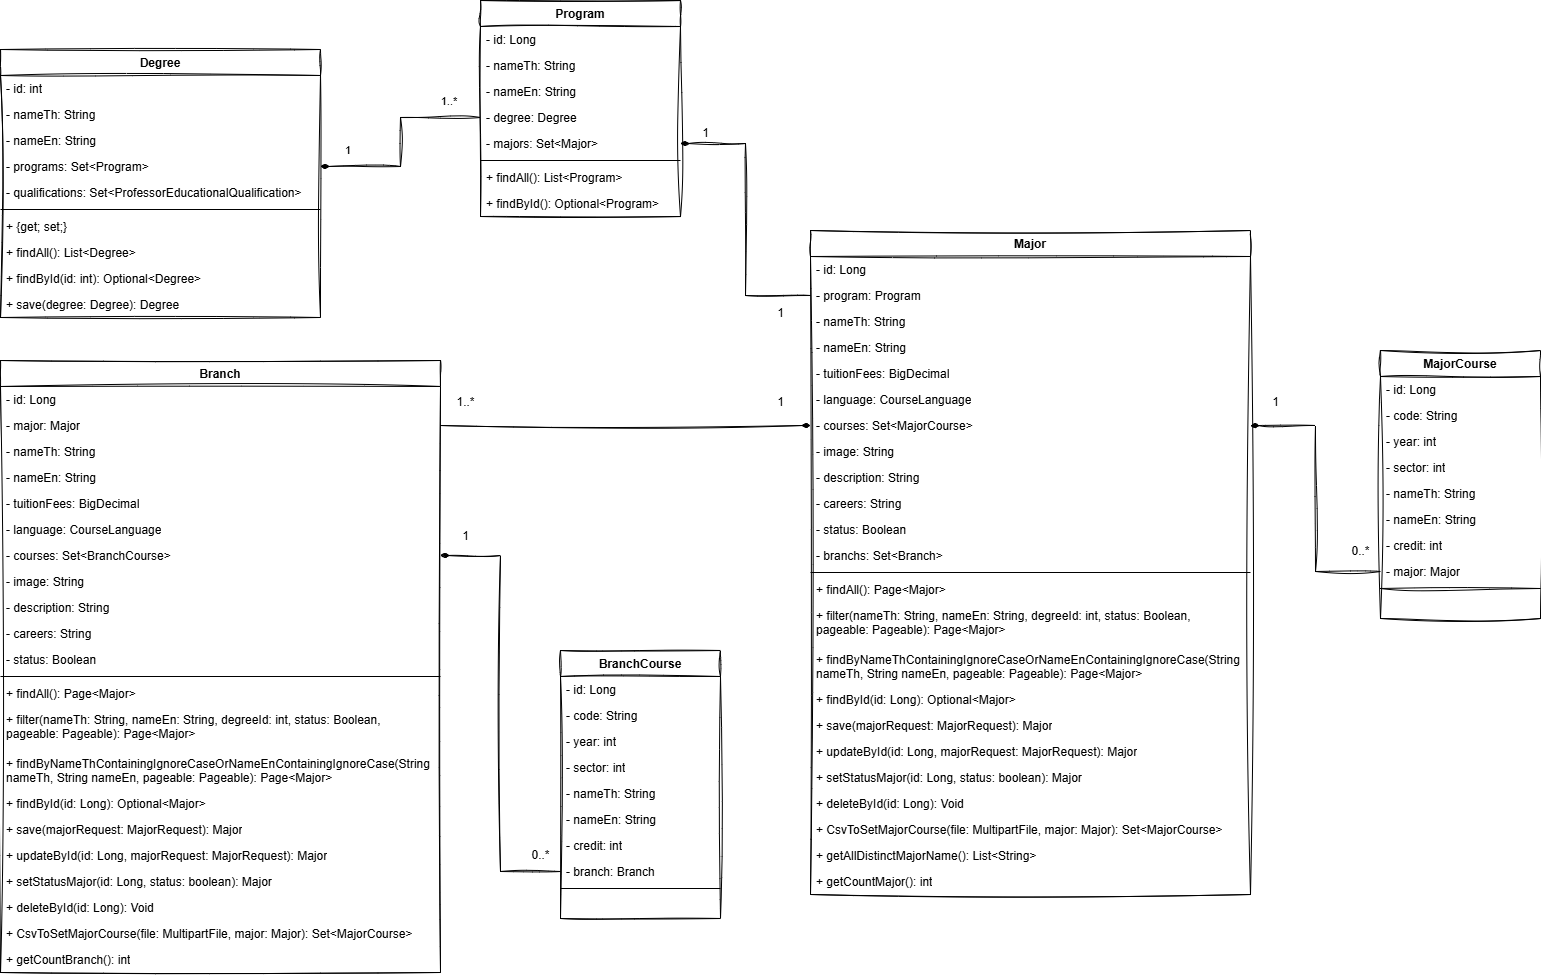 Program
- id: Long
- nameTh: String
- nameEn: String
- degree: Degree
- majors: Set<Major>
+ findAll(): List<Program>
+ findById(): Optional<Program>
Degree
- id: int
- nameTh: String
- nameEn: String
- programs: Set<Program>
- qualifications: Set<ProfessorEducationalQualification>
+ {get; set;}
+ findAll(): List<Degree>
+ findById(id: int): Optional<Degree>
+ save(degree: Degree): Degree
1..*
1
1
1
Major
- id: Long
- program: Program
- nameTh: String
- nameEn: String
- tuitionFees: BigDecimal
- language: CourseLanguage
- courses: Set<MajorCourse>
- image: String
- description: String
- careers: String
- status: Boolean
- branchs: Set<Branch>
+ findAll(): Page<Major>
+ filter(nameTh: String, nameEn: String, degreeId: int, status: Boolean,
pageable: Pageable): Page<Major>
+ findByNameThContainingIgnoreCaseOrNameEnContainingIgnoreCase(String
nameTh, String nameEn, pageable: Pageable): Page<Major>
+ findById(id: Long): Optional<Major>
+ save(majorRequest: MajorRequest): Major
+ updateById(id: Long, majorRequest: MajorRequest): Major
+ setStatusMajor(id: Long, status: boolean): Major
+ deleteById(id: Long): Void
+ CsvToSetMajorCourse(file: MultipartFile, major: Major): Set<MajorCourse>
+ getAllDistinctMajorName(): List<String>
+ getCountMajor(): int
MajorCourse
- id: Long
- code: String
- year: int
- sector: int
- nameTh: String
- nameEn: String
- credit: int
- major: Major
1
0..*
Branch
- id: Long
- major: Major
- nameTh: String
- nameEn: String
- tuitionFees: BigDecimal
- language: CourseLanguage
- courses: Set<BranchCourse>
- image: String
- description: String
- careers: String
- status: Boolean
+ findAll(): Page<Major>
+ filter(nameTh: String, nameEn: String, degreeId: int, status: Boolean,
pageable: Pageable): Page<Major>
+ findByNameThContainingIgnoreCaseOrNameEnContainingIgnoreCase(String
nameTh, String nameEn, pageable: Pageable): Page<Major>
+ findById(id: Long): Optional<Major>
+ save(majorRequest: MajorRequest): Major
+ updateById(id: Long, majorRequest: MajorRequest): Major
+ setStatusMajor(id: Long, status: boolean): Major
+ deleteById(id: Long): Void
+ CsvToSetMajorCourse(file: MultipartFile, major: Major): Set<MajorCourse>
+ getCountBranch(): int
1..*
1
1
0..*
BranchCourse
- id: Long
- code: String
- year: int
- sector: int
- nameTh: String
- nameEn: String
- credit: int
- branch: Branch